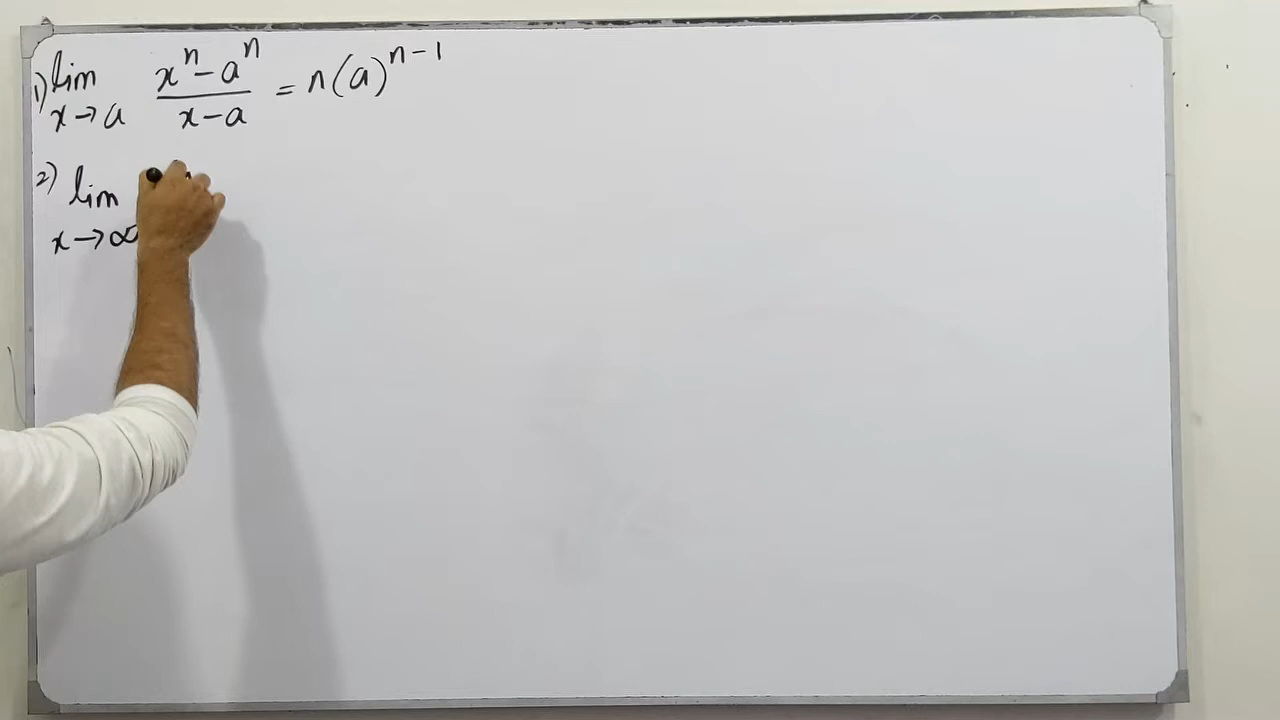 1) lim x→a (xⁿ - aⁿ)/(x - a) = n(a)ⁿ⁻¹
2) lim x→∞